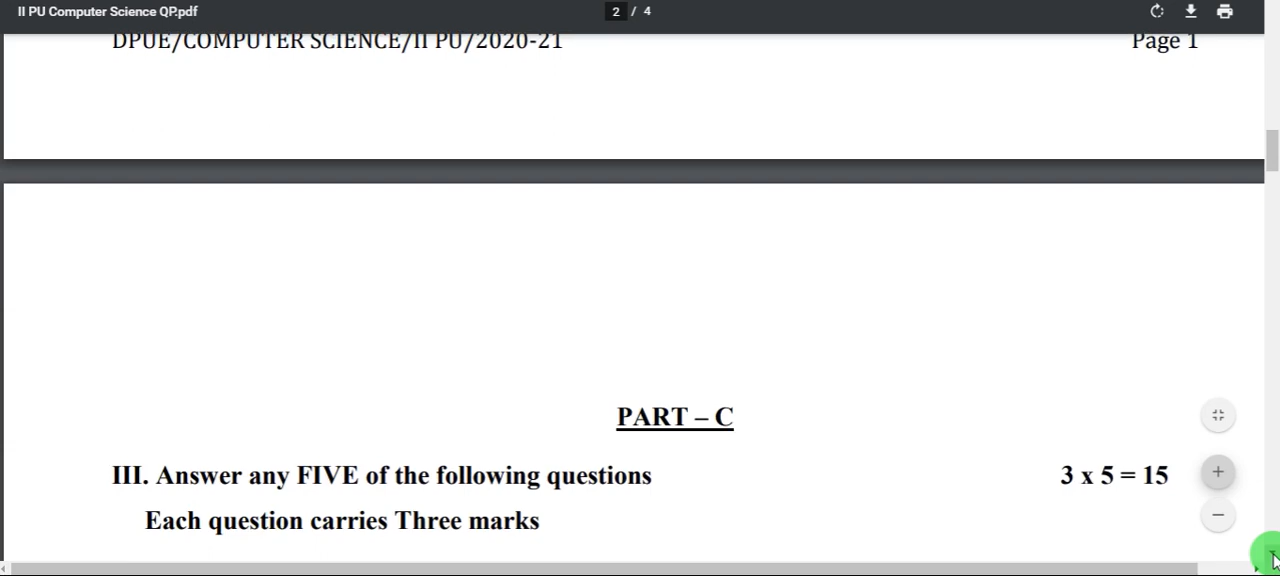 II PU Computer Science QP.pdf
2 / 4
DPUE/COMPUTER SCIENCE/II PU/2020-21 Page 1
PART – C
III. Answer any FIVE of the following questions 3 x 5 = 15
Each question carries Three marks